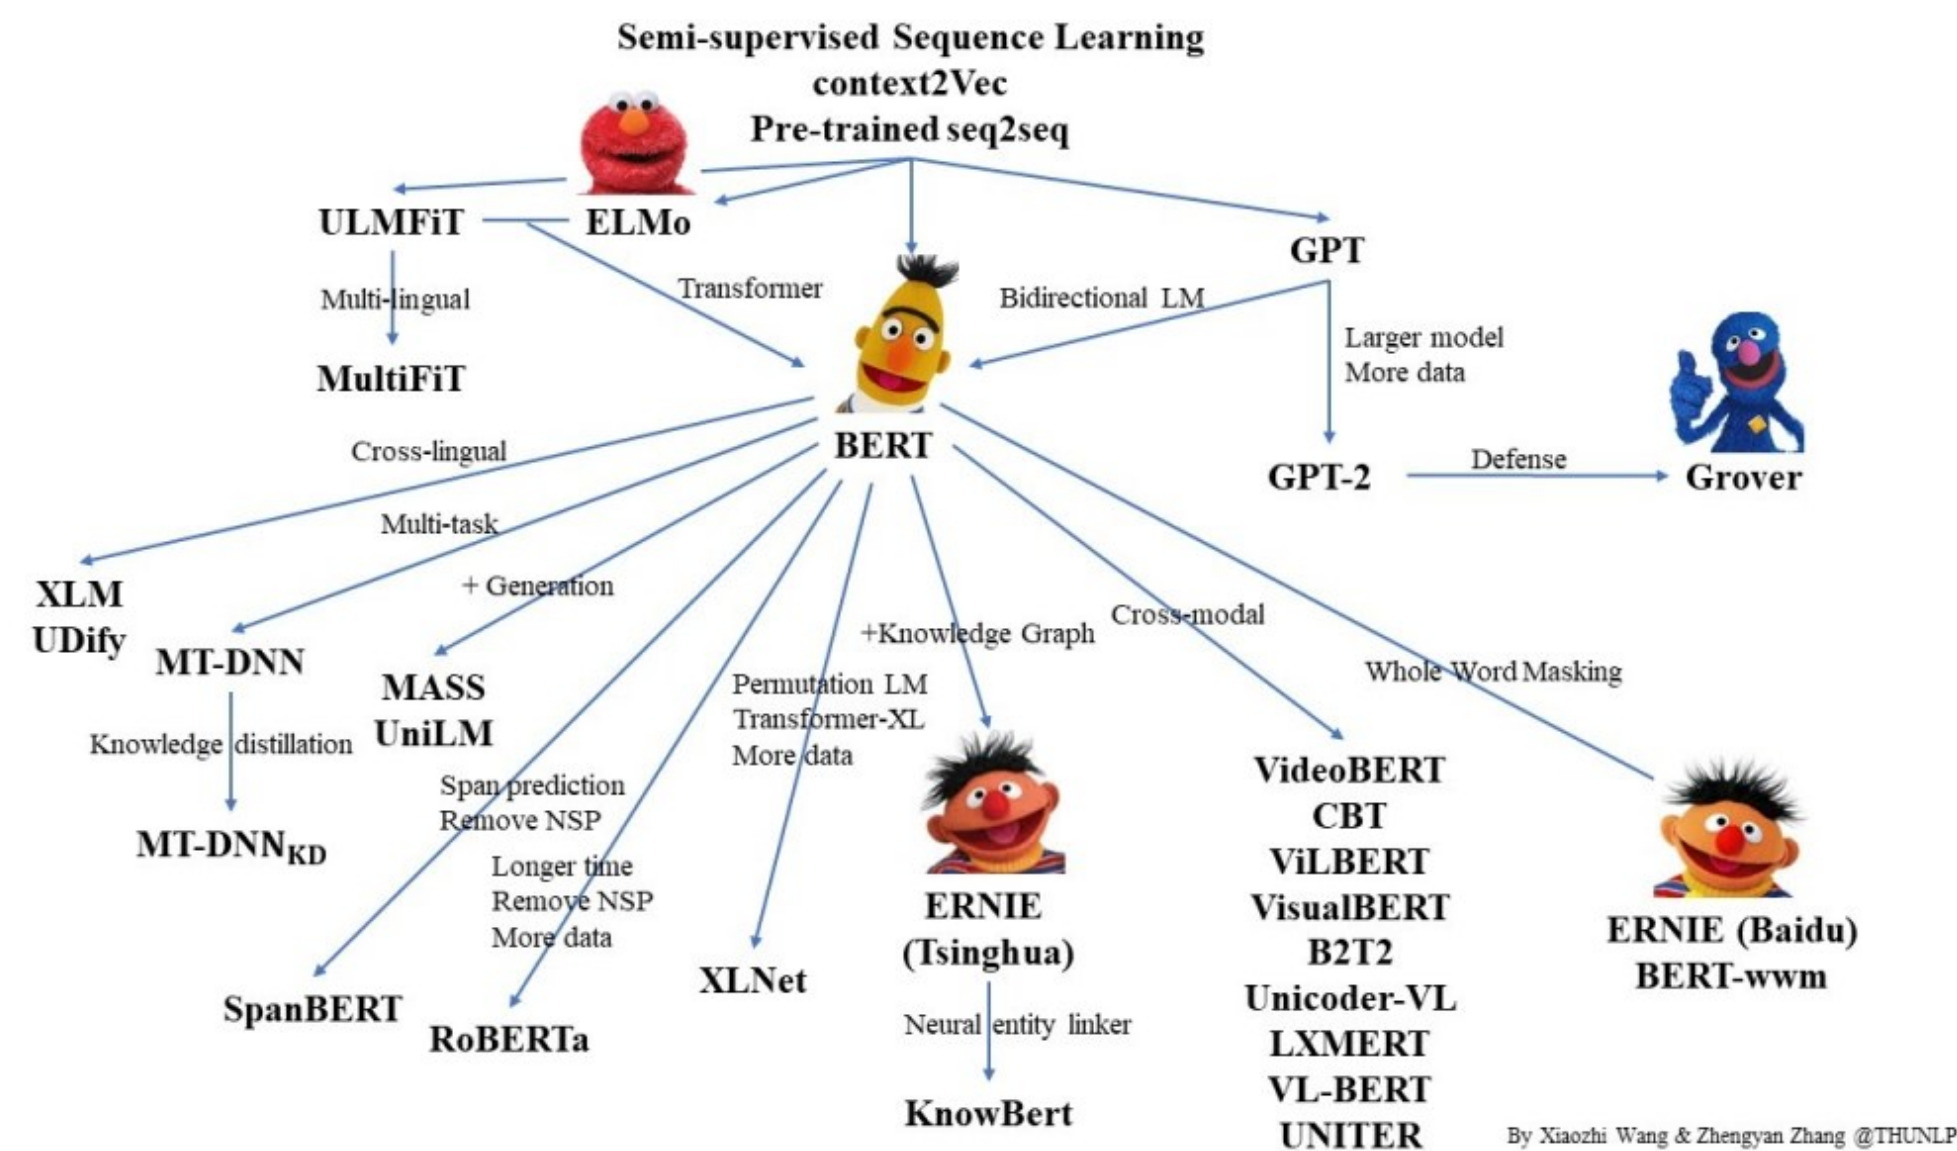 Semi-supervised Sequence Learning
context2Vec
Pre-trained seq2seq
ULMFiT
ELMo
GPT
Multi-lingual
Transformer
Bidirectional LM
Larger model
More data
MultiFiT
BERT
GPT-2
Defense
Grover
Cross-lingual
Multi-task
+ Generation
XLM
UDify
MT-DNN
MASS
UniLM
Knowledge distillation
MT-DNNKD
Span prediction
Remove NSP
Longer time
Remove NSP
More data
Permutation LM
Transformer-XL
More data
+Knowledge Graph
Cross-modal
Whole Word Masking
SpanBERT
RoBERTa
XLNet
ERNIE
(Tsinghua)
Neural entity linker
KnowBert
VideoBERT
CBT
ViLBERT
VisualBERT
B2T2
Unicoder-VL
LXMERT
VL-BERT
UNITER
ERNIE (Baidu)
BERT-wwm
By Xiaozhi Wang & Zhengyan Zhang @THUNLP